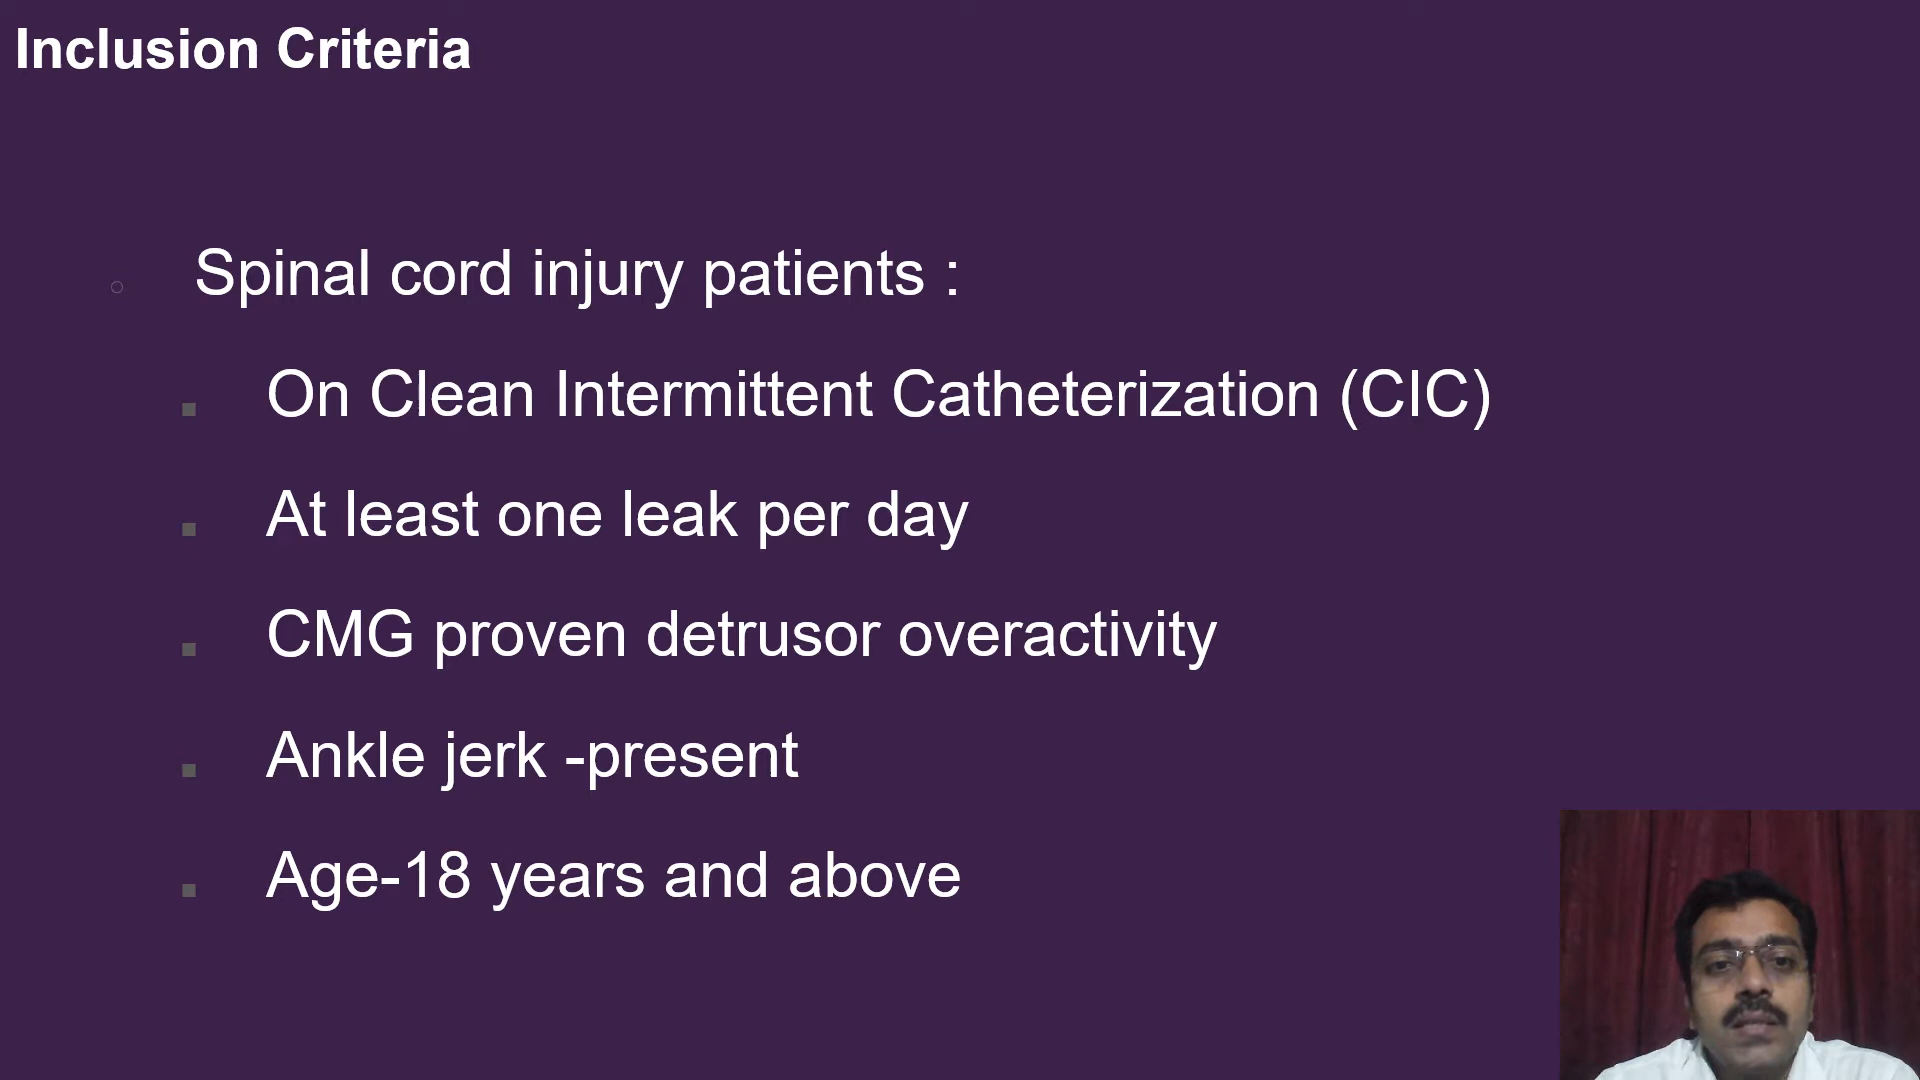 Inclusion Criteria
Spinal cord injury patients :
On Clean Intermittent Catheterization (CIC)
At least one leak per day
CMG proven detrusor overactivity
Ankle jerk -present
Age-18 years and above